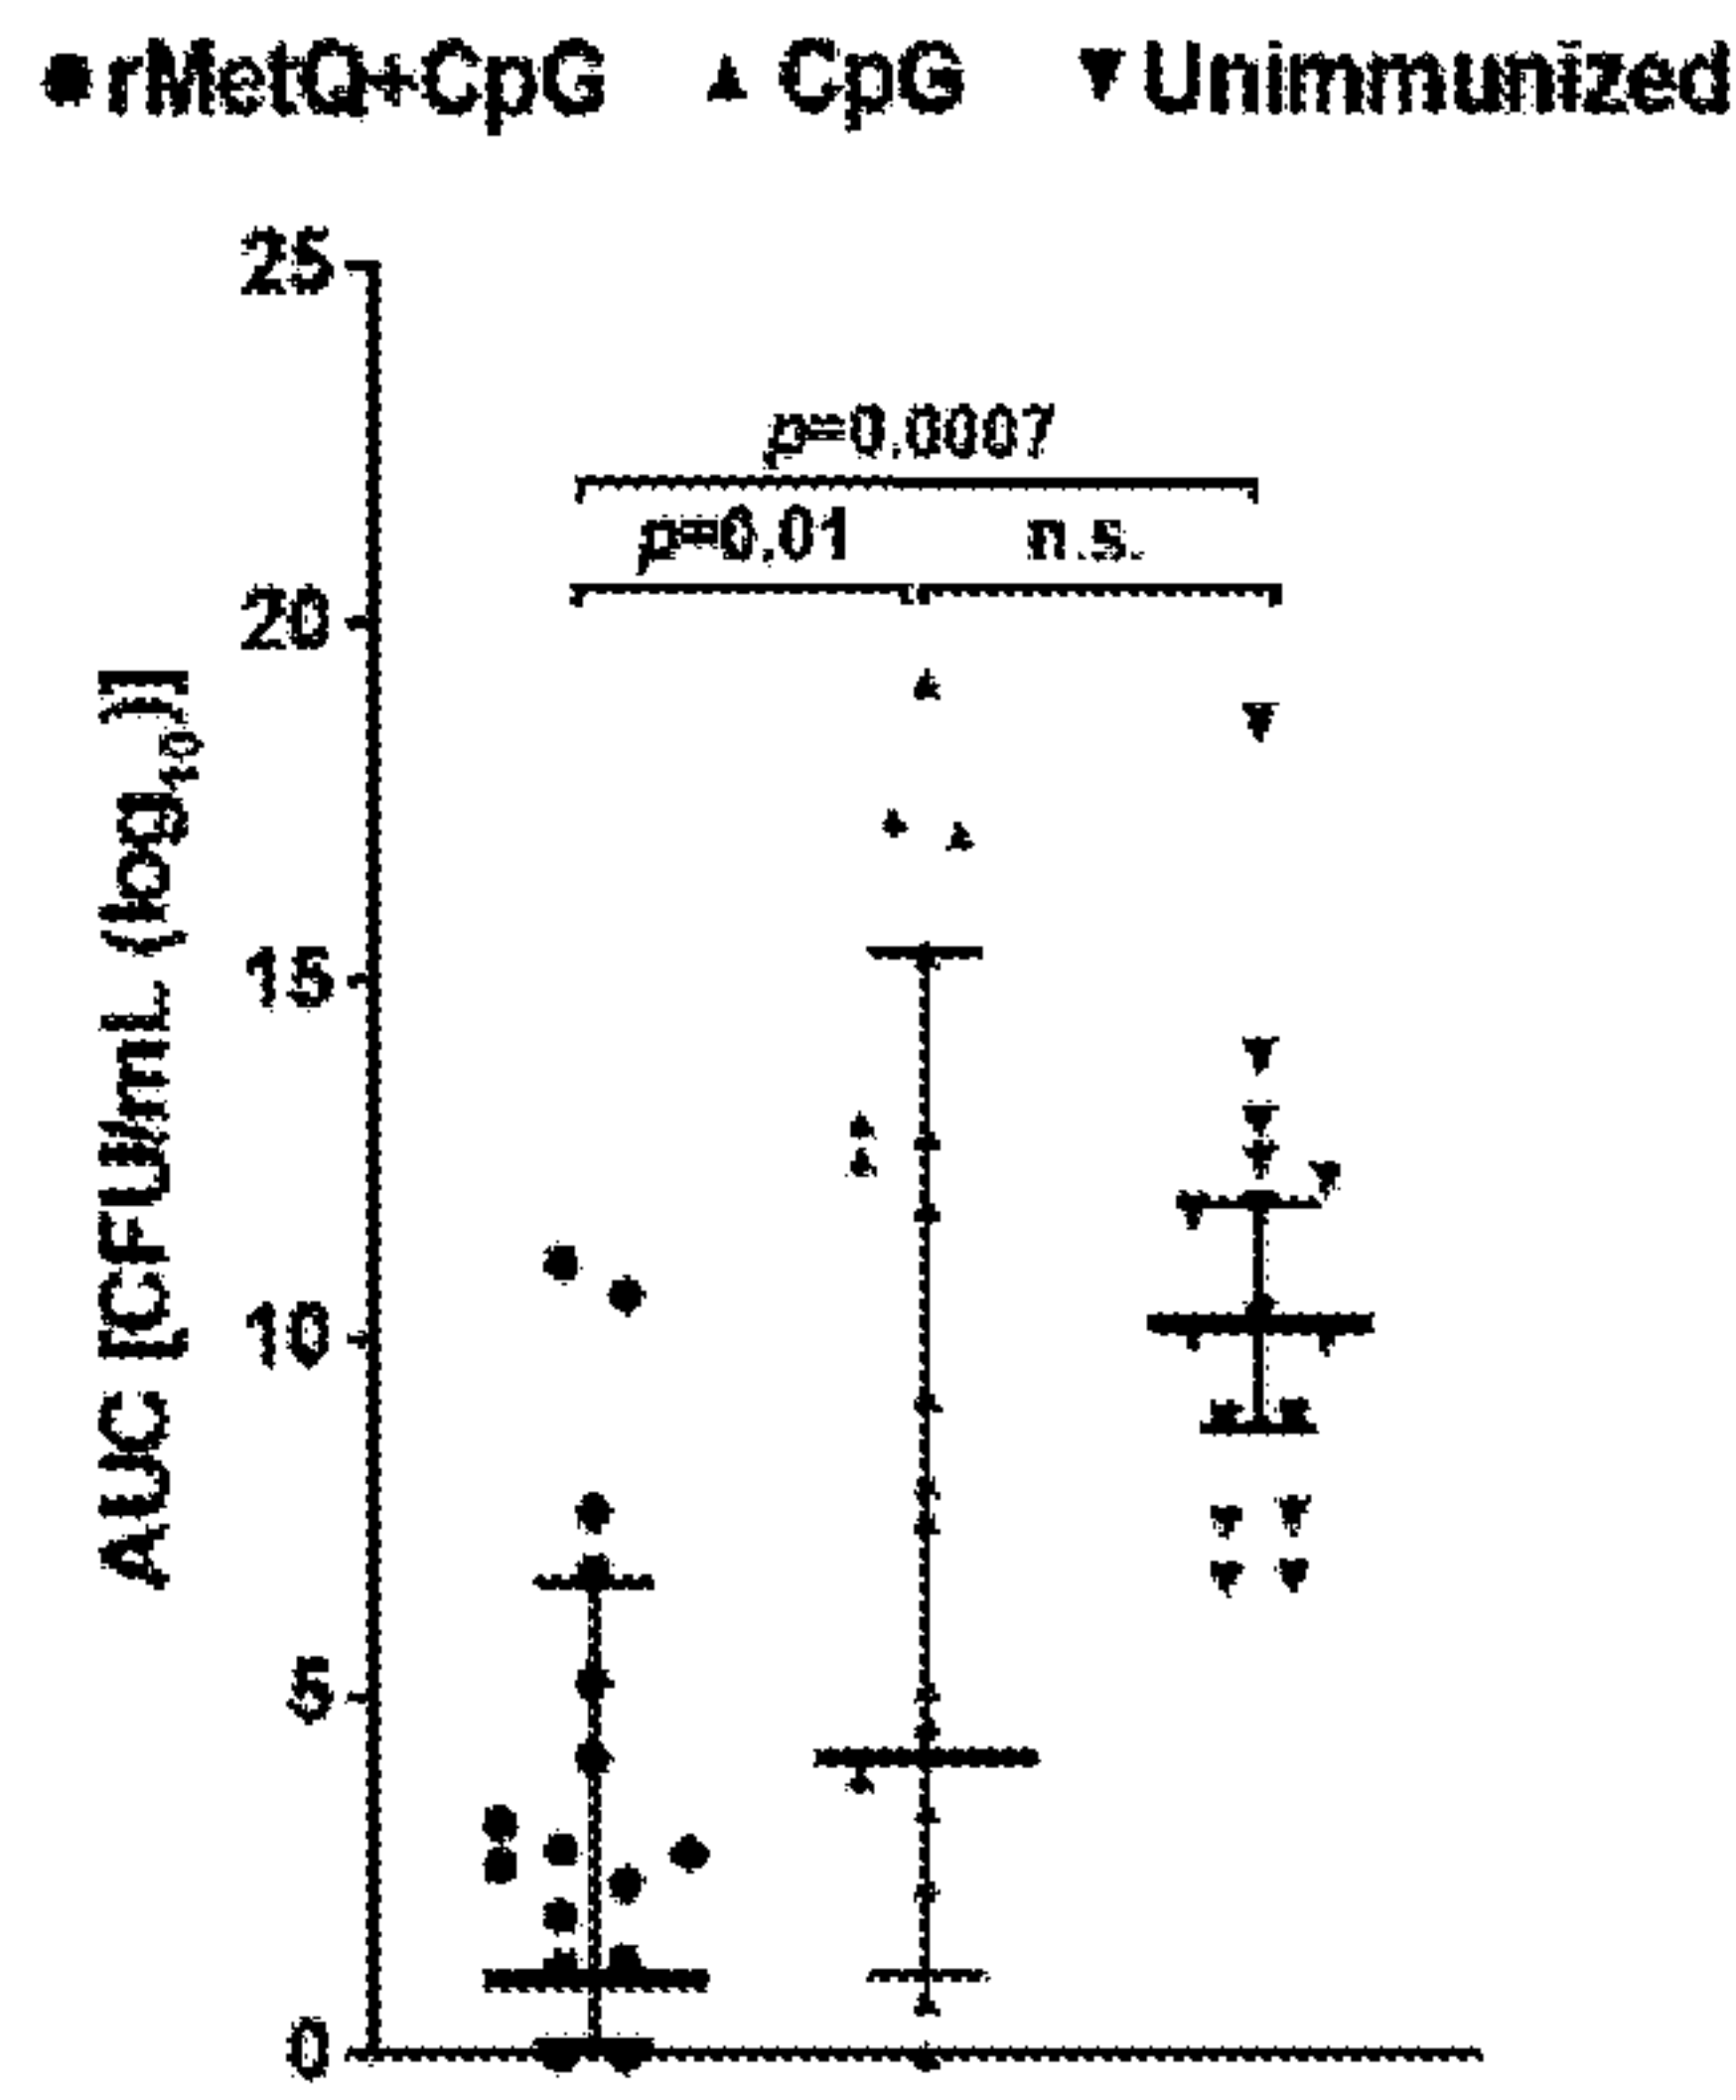 ●rMetQ+CpG ▲ CpG ▼Unimmunized
25
p=0.0007
p=0.01 n.s.
20
15
10
5
0
AUC [CFU/mL (log10)]